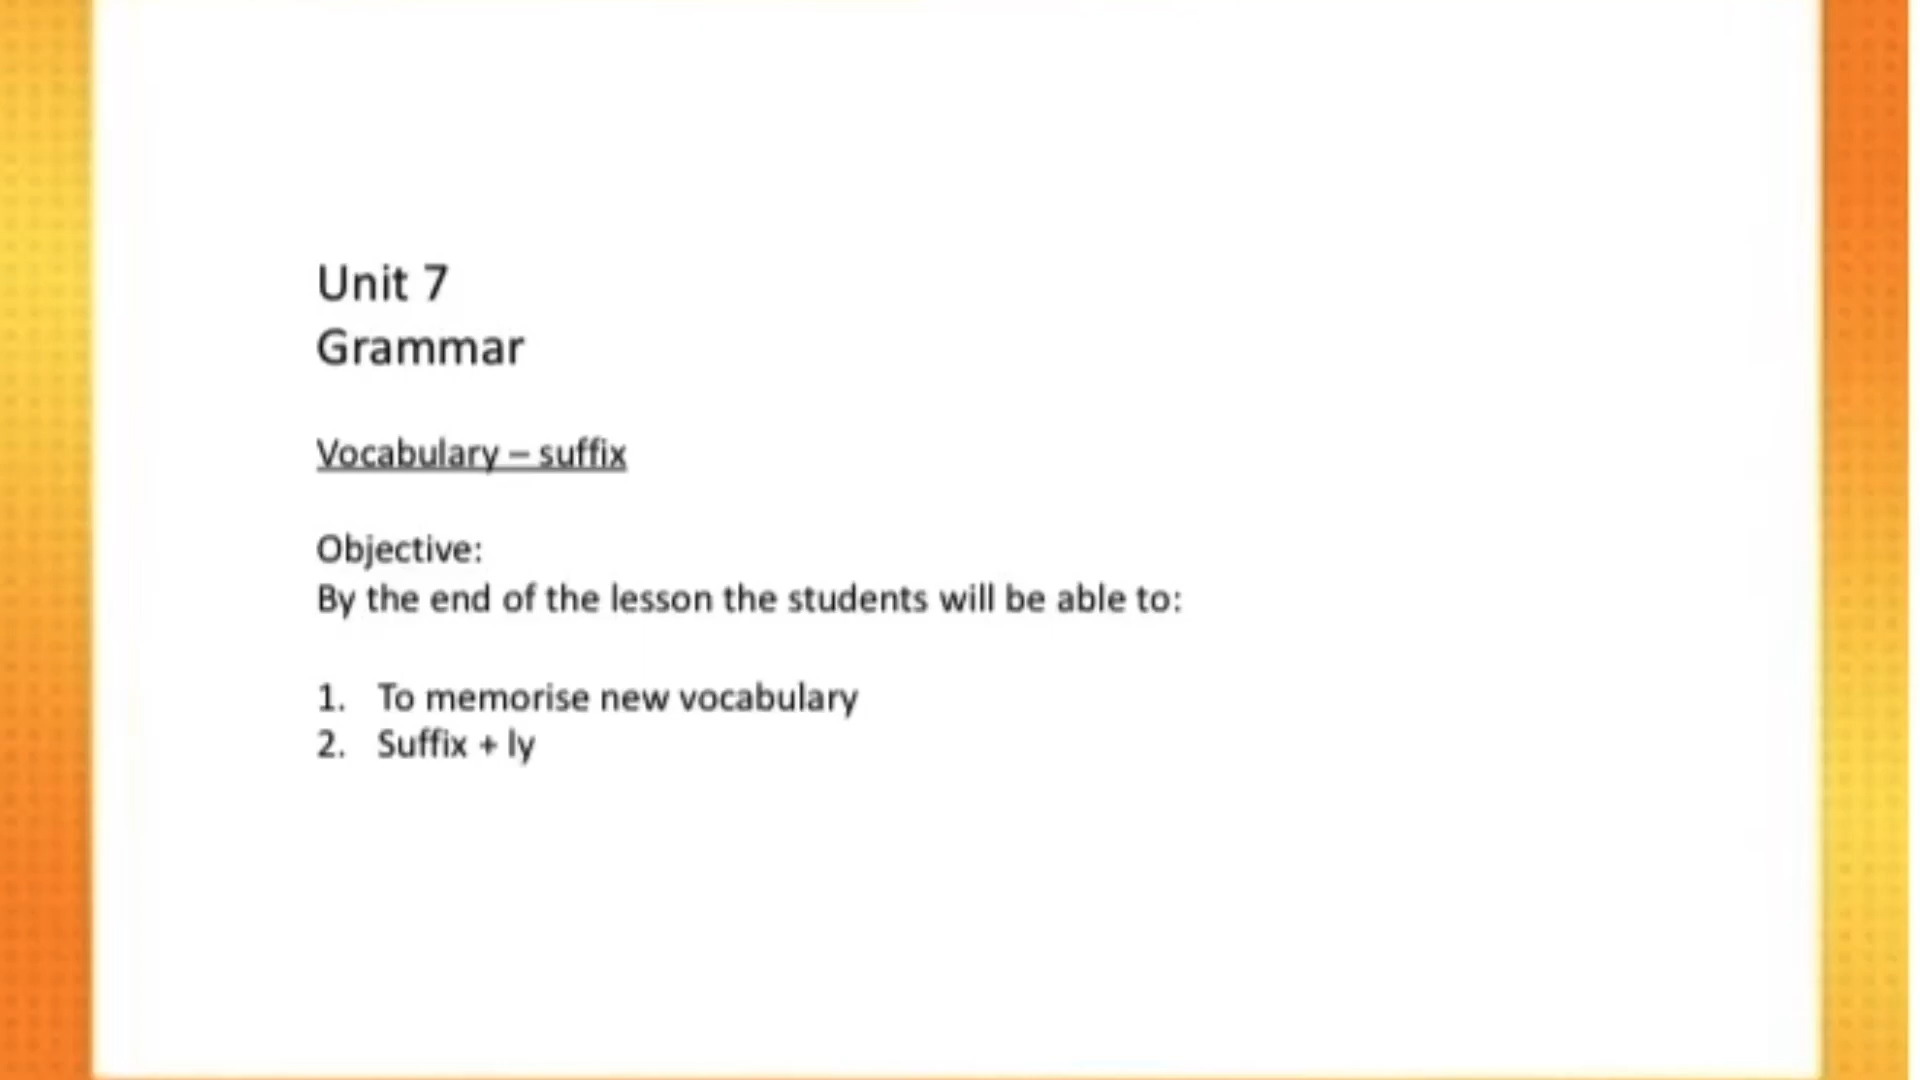 Unit 7
Grammar
Vocabulary – suffix
Objective:
By the end of the lesson the students will be able to:
1. To memorise new vocabulary
2. Suffix + ly